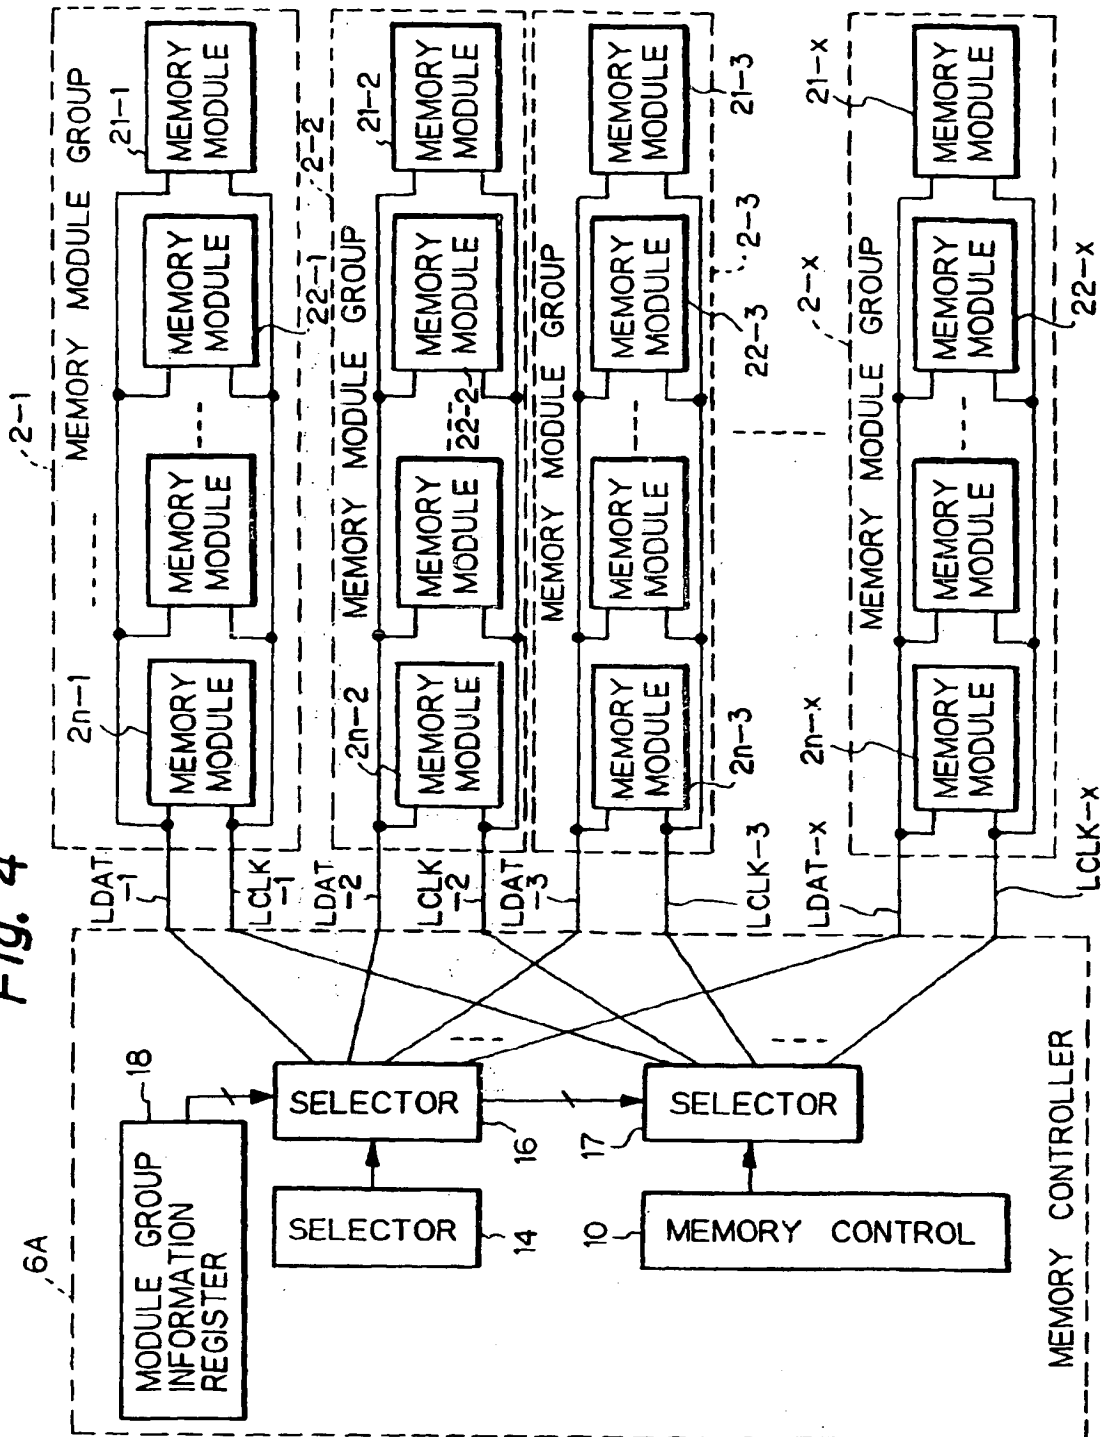 Fig. 4
6A
MODULE GROUP
INFORMATION
REGISTER
18
SELECTOR
16
SELECTOR
14
SELECTOR
17
MEMORY CONTROL
10
MEMORY CONTROLLER
LDAT
-1
LCLK
-1
LDAT
-2
LCLK
-2
LDAT
-3
LCLK-3
LDAT-x
LCLK-x
2-1
MEMORY MODULE GROUP
2n-1
MEMORY
MODULE
MEMORY
MODULE
MEMORY
MODULE
22-1
MEMORY
MODULE
21-1
2-2
MEMORY MODULE GROUP
2n-2
MEMORY
MODULE
MEMORY
MODULE
MEMORY
MODULE
22-2
MEMORY
MODULE
21-2
MEMORY MODULE GROUP
2-3
MEMORY
MODULE
2n-3
MEMORY
MODULE
MEMORY
MODULE
22-3
MEMORY
MODULE
21-3
2-x
MEMORY MODULE GROUP
2n-x
MEMORY
MODULE
MEMORY
MODULE
MEMORY
MODULE
22-x
MEMORY
MODULE
21-x